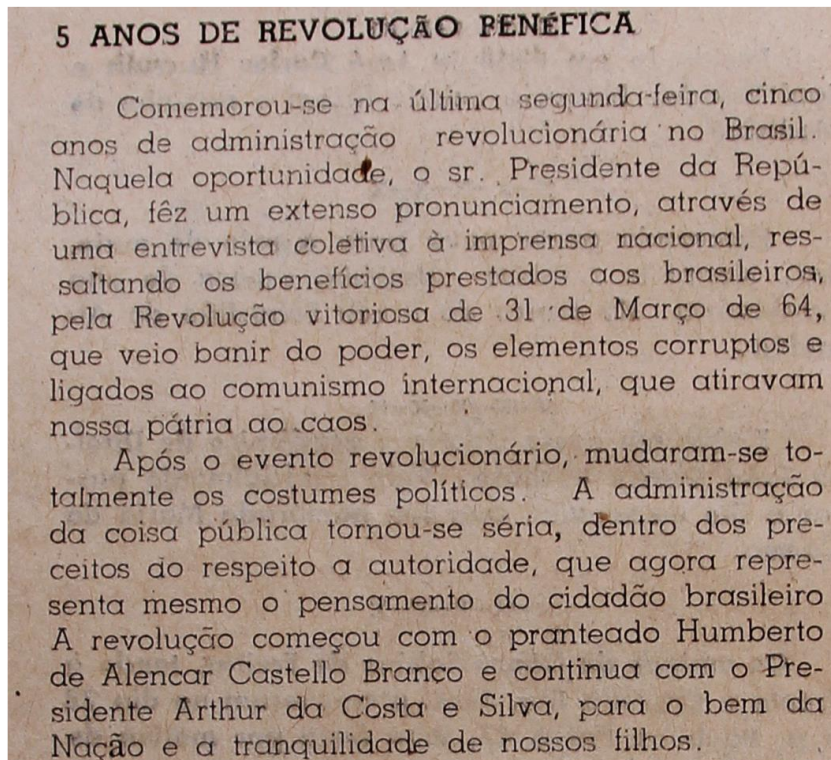 5 ANOS DE REVOLUÇÃO BENÉFICA
Comemorou-se na última segunda-feira, cinco
anos de administração revolucionária no Brasil.
Naquela oportunidade, o sr. Presidente da Repú-
blica, fêz um extenso pronunciamento, através de
uma entrevista coletiva à imprensa nacional, res-
saltando os benefícios prestados aos brasileiros,
pela Revolução vitoriosa de 31 de Março de 64,
que veio banir do poder, os elementos corruptos e
ligados ao comunismo internacional, que atiravam
nossa pátria ao caos.
Após o evento revolucionário, mudaram-se to-
talmente os costumes políticos. A administração
da coisa pública tornou-se séria, dentro dos pre-
ceitos do respeito a autoridade, que agora repre-
senta mesmo o pensamento do cidadão brasileiro
A revolução começou com o pranteado Humberto
de Alencar Castello Branco e continua com o Pre-
sidente Arthur da Costa e Silva, para o bem da
Nação e a tranquilidade de nossos filhos.